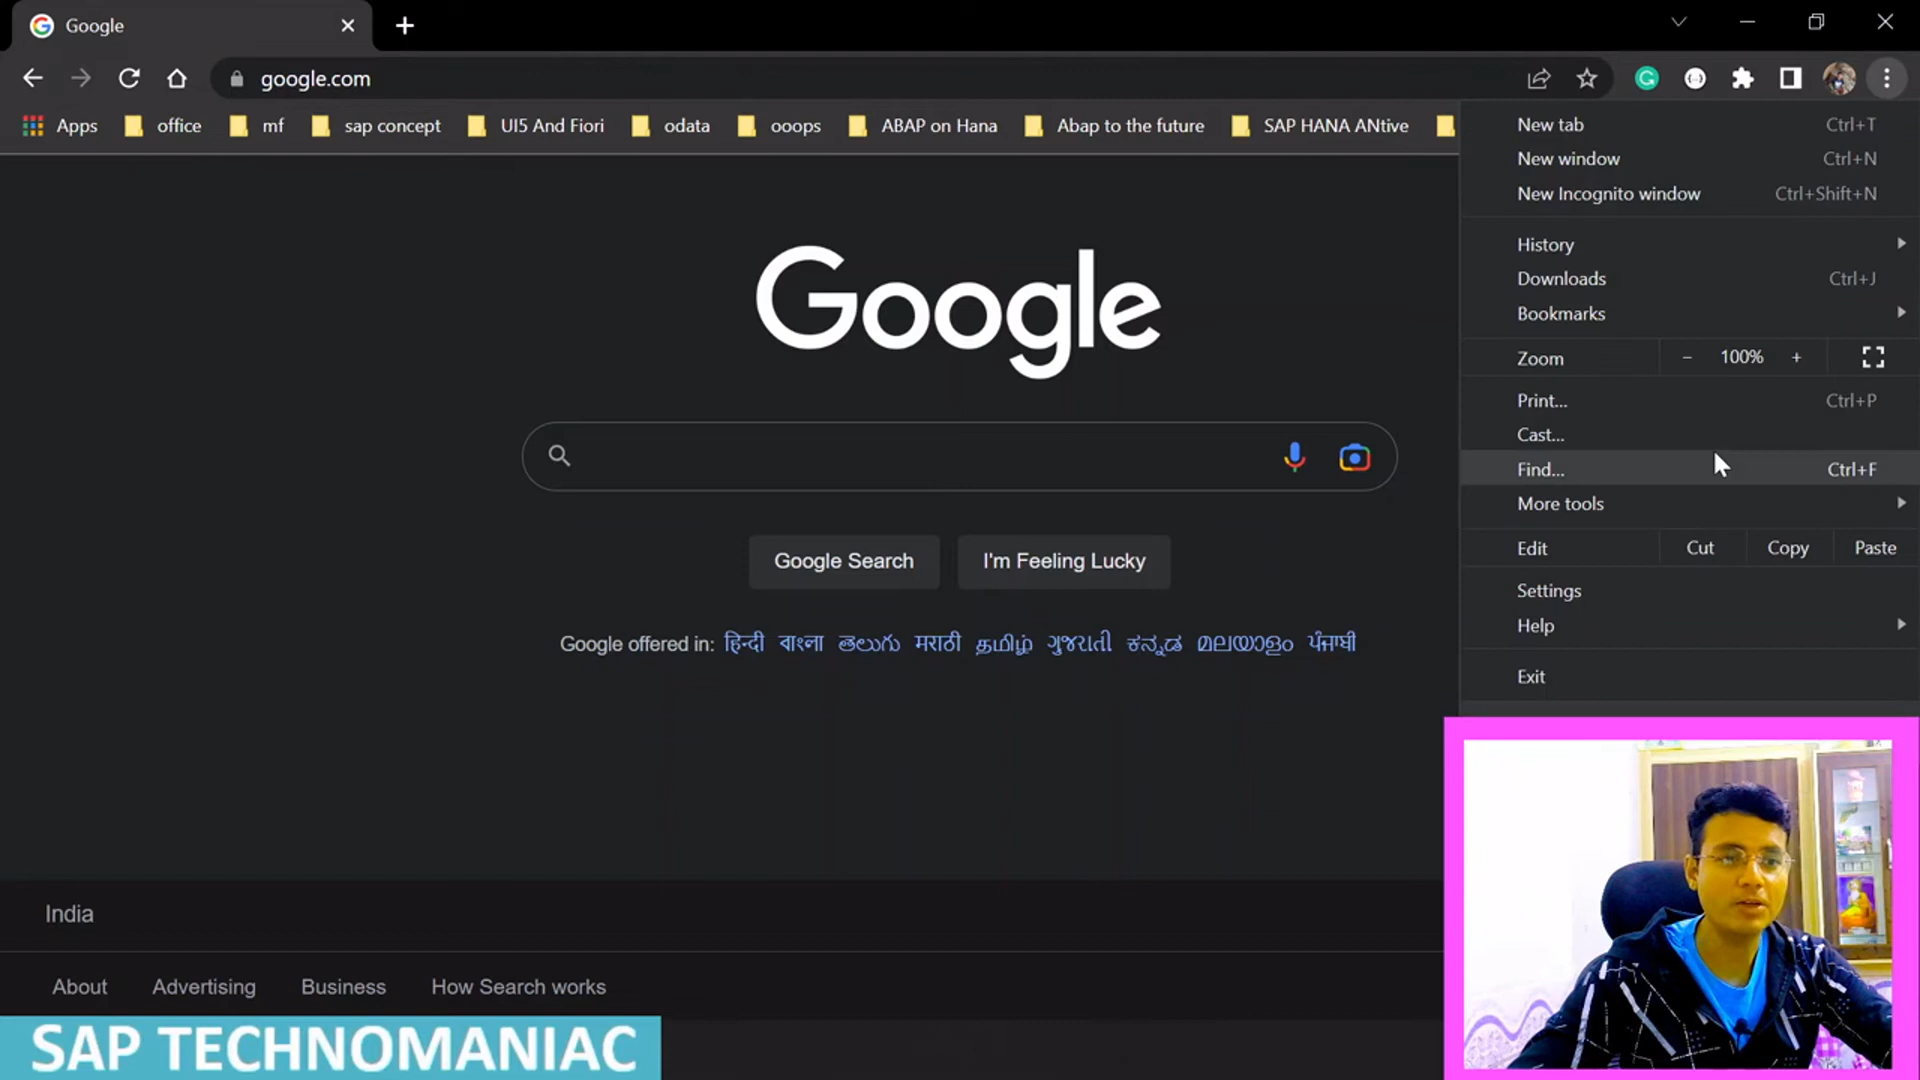 Google
google.com
Apps office mf sap concept UI5 And Fiori odata ooops ABAP on Hana Abap to the future SAP HANA ANtive
New tab Ctrl+T
New window Ctrl+N
New Incognito window Ctrl+Shift+N
History
Downloads Ctrl+J
Bookmarks
Zoom - 100% +
Print... Ctrl+P
Cast...
Find... Ctrl+F
More tools
Edit Cut Copy Paste
Settings
Help
Exit
Google
Google Search I'm Feeling Lucky
Google offered in: हिन्दी বাংলা తెలుగు मराठी தமிழ் ગુજરાતી ಕನ್ನಡ മലയാളം ਪੰਜਾਬੀ
India
About Advertising Business How Search works
SAP TECHNOMANIAC